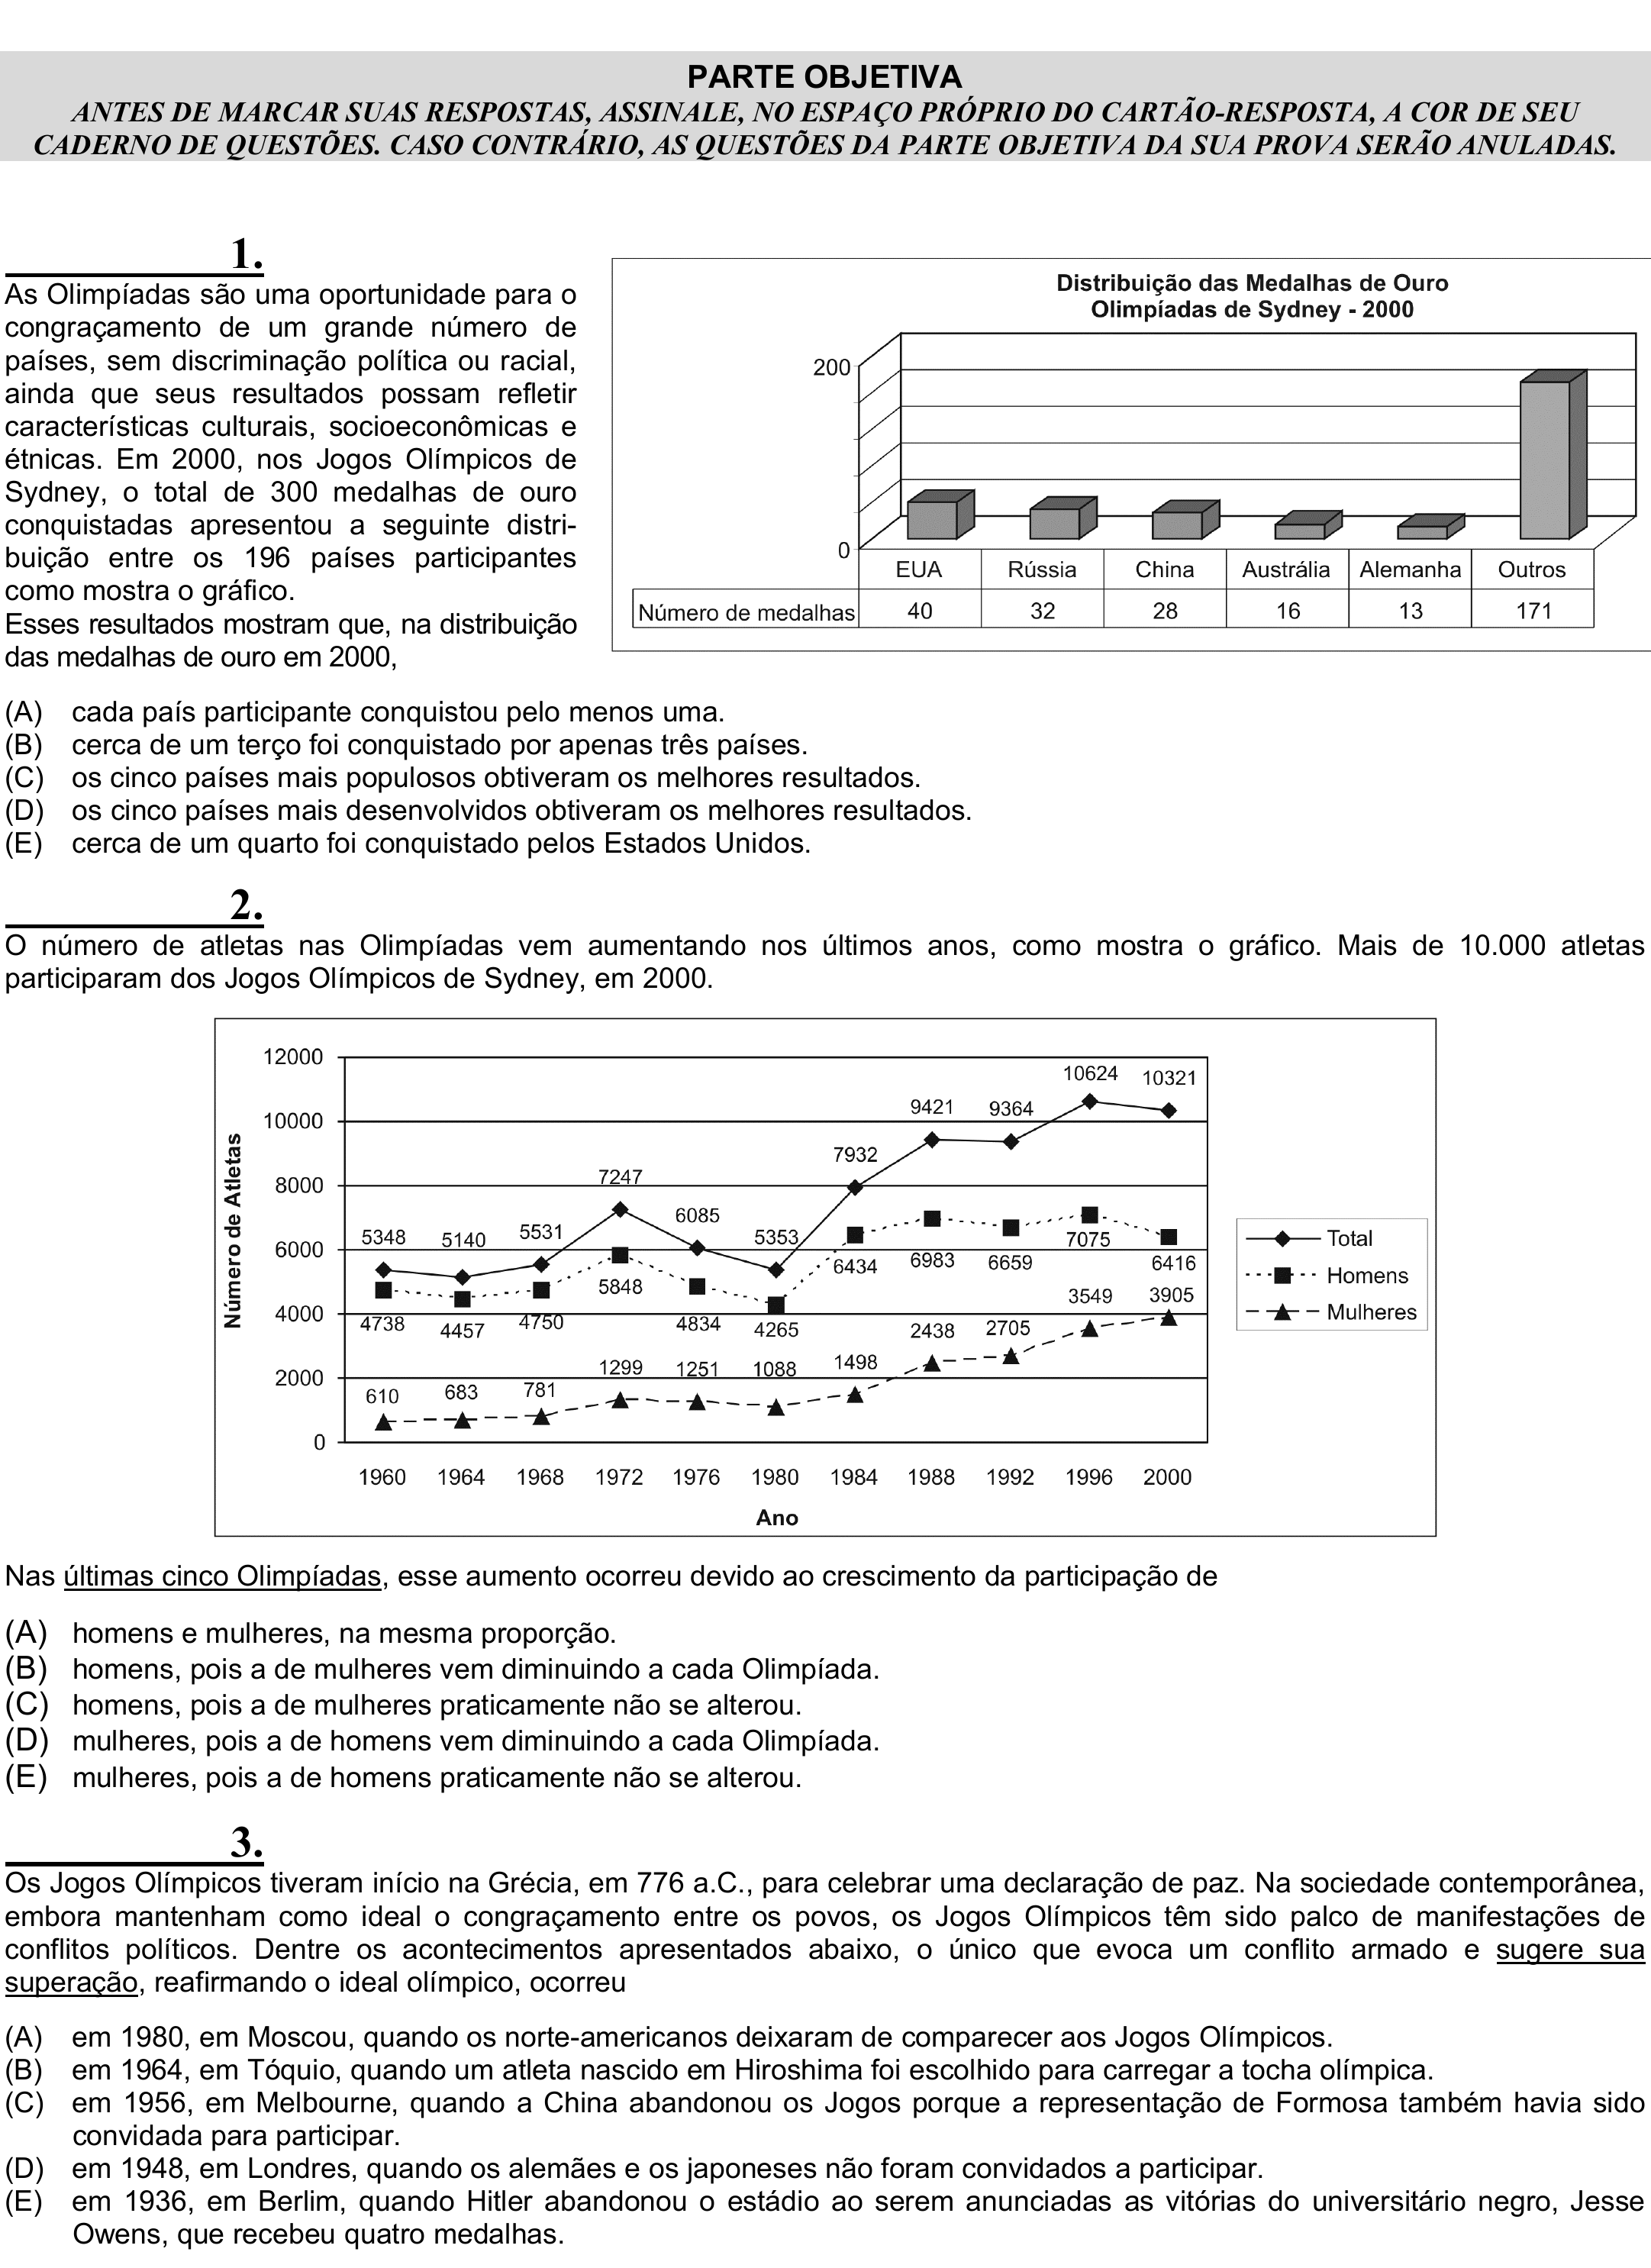 PARTE OBJETIVA
ANTES DE MARCAR SUAS RESPOSTAS, ASSINALE, NO ESPAÇO PRÓPRIO DO CARTÃO-RESPOSTA, A COR DE SEU
CADERNO DE QUESTÕES. CASO CONTRÁRIO, AS QUESTÕES DA PARTE OBJETIVA DA SUA PROVA SERÃO ANULADAS.
1.
As Olimpíadas são uma oportunidade para o
congraçamento de um grande número de
países, sem discriminação política ou racial,
ainda que seus resultados possam refletir
características culturais, socioeconômicas e
étnicas. Em 2000, nos Jogos Olímpicos de
Sydney, o total de 300 medalhas de ouro
conquistadas apresentou a seguinte distri-
buição entre os 196 países participantes
como mostra o gráfico.
Esses resultados mostram que, na distribuição
das medalhas de ouro em 2000,
Distribuição das Medalhas de Ouro
Olimpíadas de Sydney - 2000
200
0
EUA Rússia China Austrália Alemanha Outros
Número de medalhas 40 32 28 16 13 171
(A) cada país participante conquistou pelo menos uma.
(B) cerca de um terço foi conquistado por apenas três países.
(C) os cinco países mais populosos obtiveram os melhores resultados.
(D) os cinco países mais desenvolvidos obtiveram os melhores resultados.
(E) cerca de um quarto foi conquistado pelos Estados Unidos.
2.
O número de atletas nas Olimpíadas vem aumentando nos últimos anos, como mostra o gráfico. Mais de 10.000 atletas
participaram dos Jogos Olímpicos de Sydney, em 2000.
Número de Atletas
12000
10000
8000
6000
4000
2000
0
5348 5140 5531 7247 6085 5353 7932 9421 9364 10624 10321
4738 4457 4750 5848 4834 4265 6434 6983 6659 7075 6416
610 683 781 1299 1251 1088 1498 2438 2705 3549 3905
1960 1964 1968 1972 1976 1980 1984 1988 1992 1996 2000
Ano
Total
Homens
Mulheres
Nas últimas cinco Olimpíadas, esse aumento ocorreu devido ao crescimento da participação de
(A) homens e mulheres, na mesma proporção.
(B) homens, pois a de mulheres vem diminuindo a cada Olimpíada.
(C) homens, pois a de mulheres praticamente não se alterou.
(D) mulheres, pois a de homens vem diminuindo a cada Olimpíada.
(E) mulheres, pois a de homens praticamente não se alterou.
3.
Os Jogos Olímpicos tiveram início na Grécia, em 776 a.C., para celebrar uma declaração de paz. Na sociedade contemporânea,
embora mantenham como ideal o congraçamento entre os povos, os Jogos Olímpicos têm sido palco de manifestações de
conflitos políticos. Dentre os acontecimentos apresentados abaixo, o único que evoca um conflito armado e sugere sua
superação, reafirmando o ideal olímpico, ocorreu
(A) em 1980, em Moscou, quando os norte-americanos deixaram de comparecer aos Jogos Olímpicos.
(B) em 1964, em Tóquio, quando um atleta nascido em Hiroshima foi escolhido para carregar a tocha olímpica.
(C) em 1956, em Melbourne, quando a China abandonou os Jogos porque a representação de Formosa também havia sido
convidada para participar.
(D) em 1948, em Londres, quando os alemães e os japoneses não foram convidados a participar.
(E) em 1936, em Berlim, quando Hitler abandonou o estádio ao serem anunciadas as vitórias do universitário negro, Jesse
Owens, que recebeu quatro medalhas.